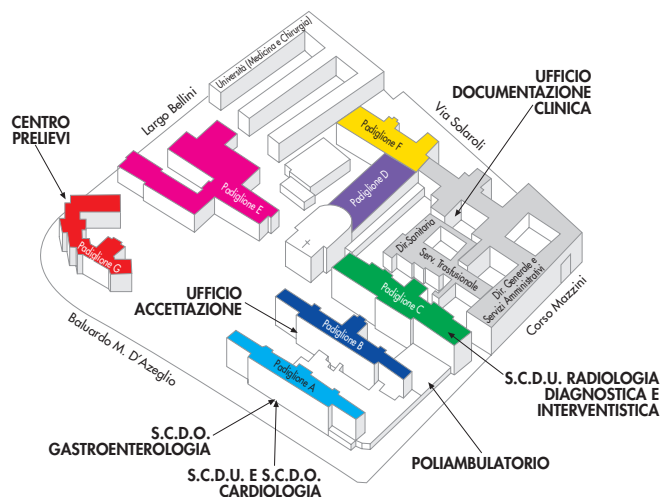 Università (Medicina e Chirurgia)
Largo Bellini
UFFICIO
DOCUMENTAZIONE
CLINICA
CENTRO
PRELIEVI
Via Solaroli
Padiglione F
Padiglione D
Padiglione E
Padiglione G
Dir.Sanitaria
Serv. Trasfusionale
Dir. Generale e
Servizi Amministrativi
Corso Mazzini
Padiglione C
UFFICIO
ACCETTAZIONE
Padiglione B
Baluardo M. D'Azeglio
Padiglione A
S.C.D.U. RADIOLOGIA
DIAGNOSTICA E
INTERVENTISTICA
S.C.D.O.
GASTROENTEROLOGIA
POLIAMBULATORIO
S.C.D.U. E S.C.D.O.
CARDIOLOGIA